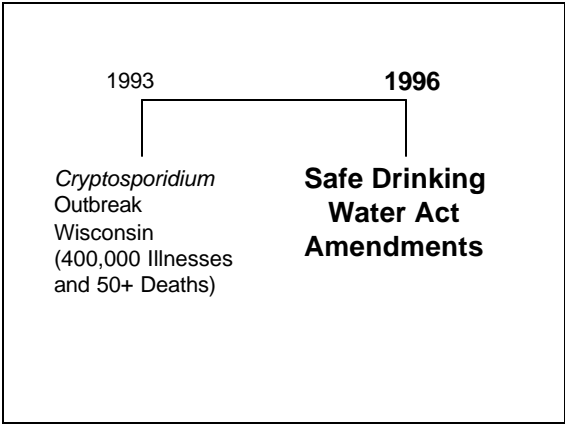 1993
1996
Cryptosporidium
Outbreak
Wisconsin
(400,000 Illnesses
and 50+ Deaths)
Safe Drinking
Water Act
Amendments